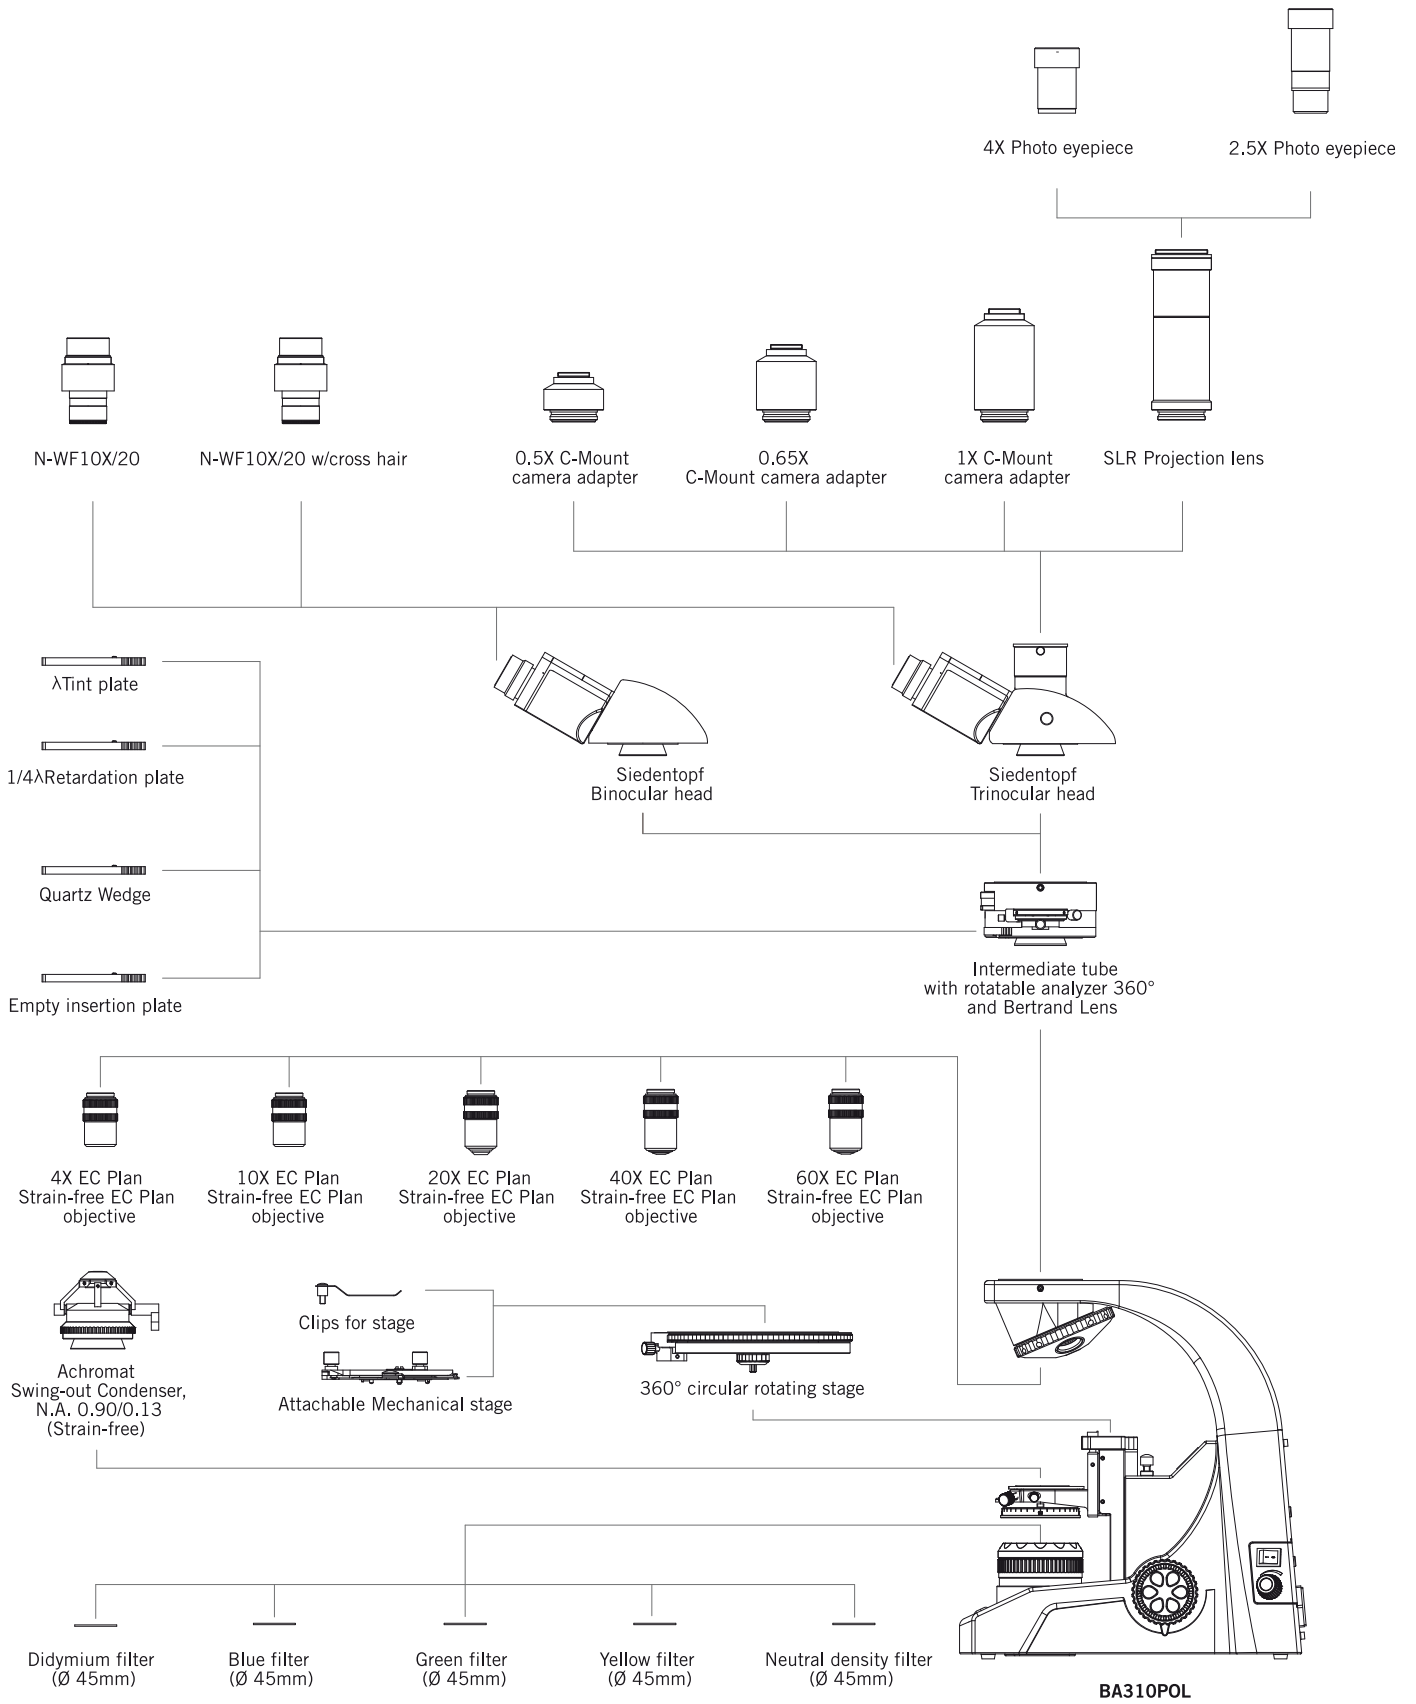 4X Photo eyepiece
2.5X Photo eyepiece
N-WF10X/20
N-WF10X/20 w/cross hair
0.5X C-Mount
camera adapter
0.65X
C-Mount camera adapter
1X C-Mount
camera adapter
SLR Projection lens
λTint plate
1/4λRetardation plate
Quartz Wedge
Empty insertion plate
Siedentopf
Binocular head
Siedentopf
Trinocular head
Intermediate tube
with rotatable analyzer 360°
and Bertrand Lens
4X EC Plan
Strain-free EC Plan
objective
10X EC Plan
Strain-free EC Plan
objective
20X EC Plan
Strain-free EC Plan
objective
40X EC Plan
Strain-free EC Plan
objective
60X EC Plan
Strain-free EC Plan
objective
Achromat
Swing-out Condenser,
N.A. 0.90/0.13
(Strain-free)
Clips for stage
Attachable Mechanical stage
360° circular rotating stage
Didymium filter
(Ø 45mm)
Blue filter
(Ø 45mm)
Green filter
(Ø 45mm)
Yellow filter
(Ø 45mm)
Neutral density filter
(Ø 45mm)
BA310POL